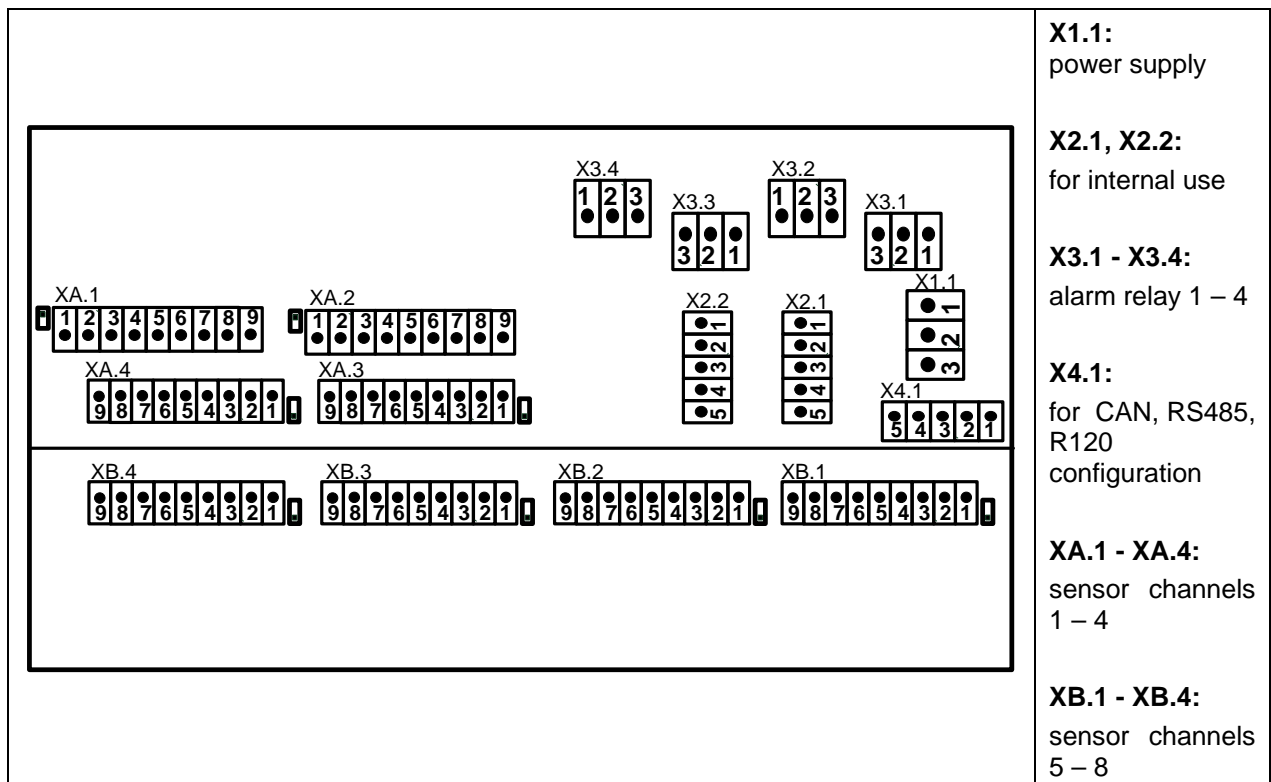 X3.4
X3.2
1 2 3
1 2 3
X3.3
X3.1
3 2 1
3 2 1
X1.1
1
2
3
XA.1
1 2 3 4 5 6 7 8 9
XA.2
1 2 3 4 5 6 7 8 9
X2.2
1
2
3
4
5
X2.1
1
2
3
4
5
XA.4
9 8 7 6 5 4 3 2 1
XA.3
9 8 7 6 5 4 3 2 1
X4.1
5 4 3 2 1
XB.4
9 8 7 6 5 4 3 2 1
XB.3
9 8 7 6 5 4 3 2 1
XB.2
9 8 7 6 5 4 3 2 1
XB.1
9 8 7 6 5 4 3 2 1
X1.1:
power supply
X2.1, X2.2:
for internal use
X3.1 - X3.4:
alarm relay 1 – 4
X4.1:
for CAN, RS485,
R120
configuration
XA.1 - XA.4:
sensor channels
1 – 4
XB.1 - XB.4:
sensor channels
5 – 8